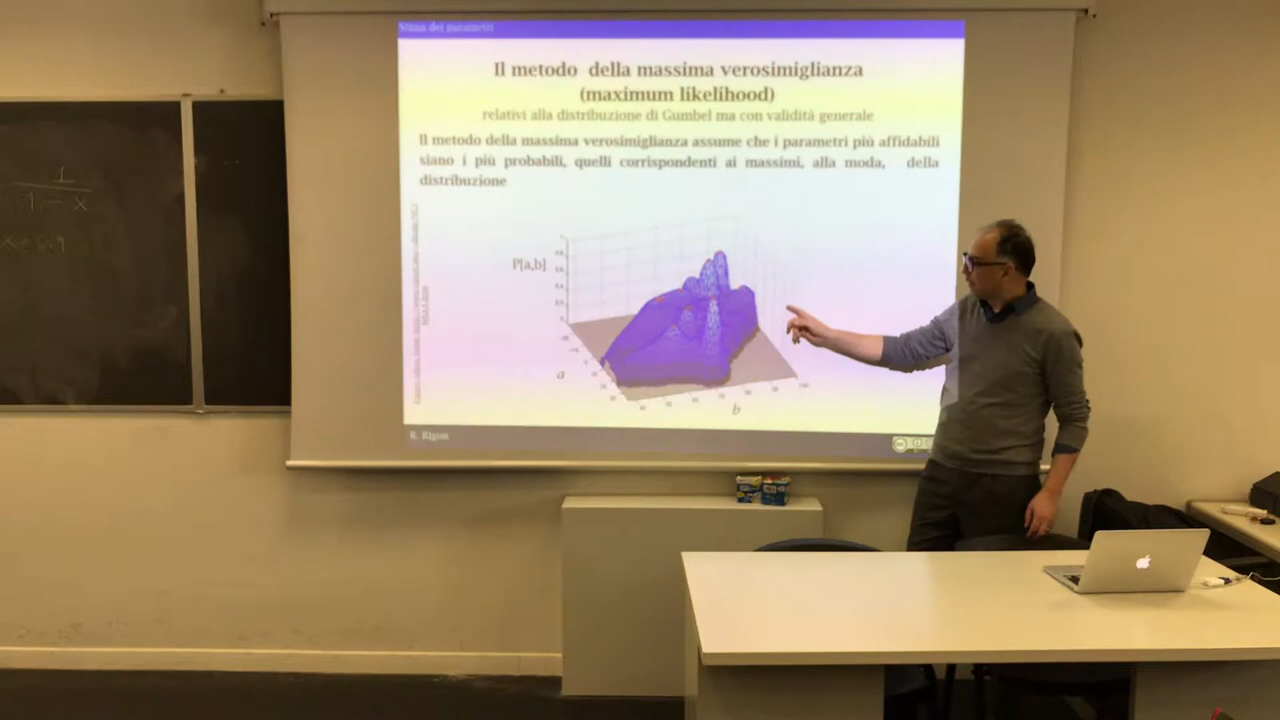 Stima dei parametri
Il metodo della massima verosimiglianza
(maximum likelihood)
relativi alla distribuzione di Gumbel ma con validità generale
Il metodo della massima verosimiglianza assume che i parametri più affidabili
siano i più probabili, quelli corrispondenti ai massimi, alla moda, della
distribuzione
P[a,b]
a
b
R. Rigon
1
1 - x